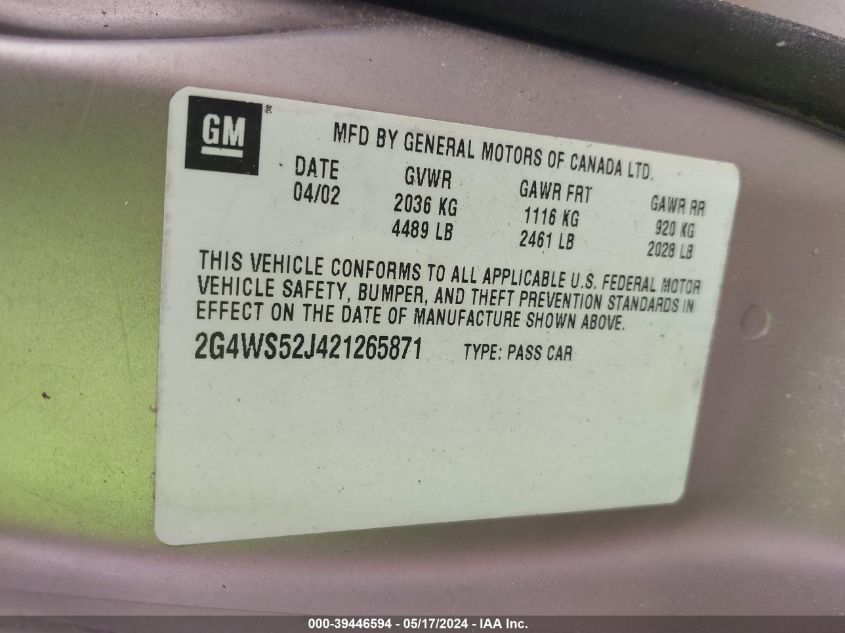 GM
MFD BY GENERAL MOTORS OF CANADA LTD.
DATE GVWR GAWR FRT GAWR RR
04/02 2036 KG 1116 KG 920 KG
4489 LB 2461 LB 2028 LB
THIS VEHICLE CONFORMS TO ALL APPLICABLE U.S. FEDERAL MOTOR
VEHICLE SAFETY, BUMPER, AND THEFT PREVENTION STANDARDS IN
EFFECT ON THE DATE OF MANUFACTURE SHOWN ABOVE.
2G4WS52J421265871 TYPE: PASS CAR
000-39446594 — 05/17/2024 — IAA Inc.